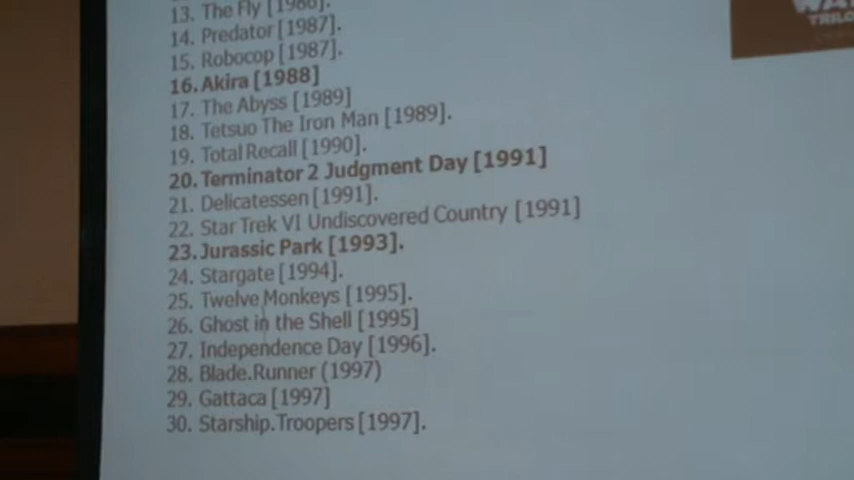 13. The Fly [1986].
14. Predator [1987].
15. Robocop [1987].
16. Akira [1988]
17. The Abyss [1989]
18. Tetsuo The Iron Man [1989].
19. Total Recall [1990].
20. Terminator 2 Judgment Day [1991]
21. Delicatessen [1991].
22. Star Trek VI Undiscovered Country [1991]
23. Jurassic Park [1993].
24. Stargate [1994].
25. Twelve Monkeys [1995].
26. Ghost in the Shell [1995]
27. Independence Day [1996].
28. Blade.Runner (1997)
29. Gattaca [1997]
30. Starship.Troopers [1997].